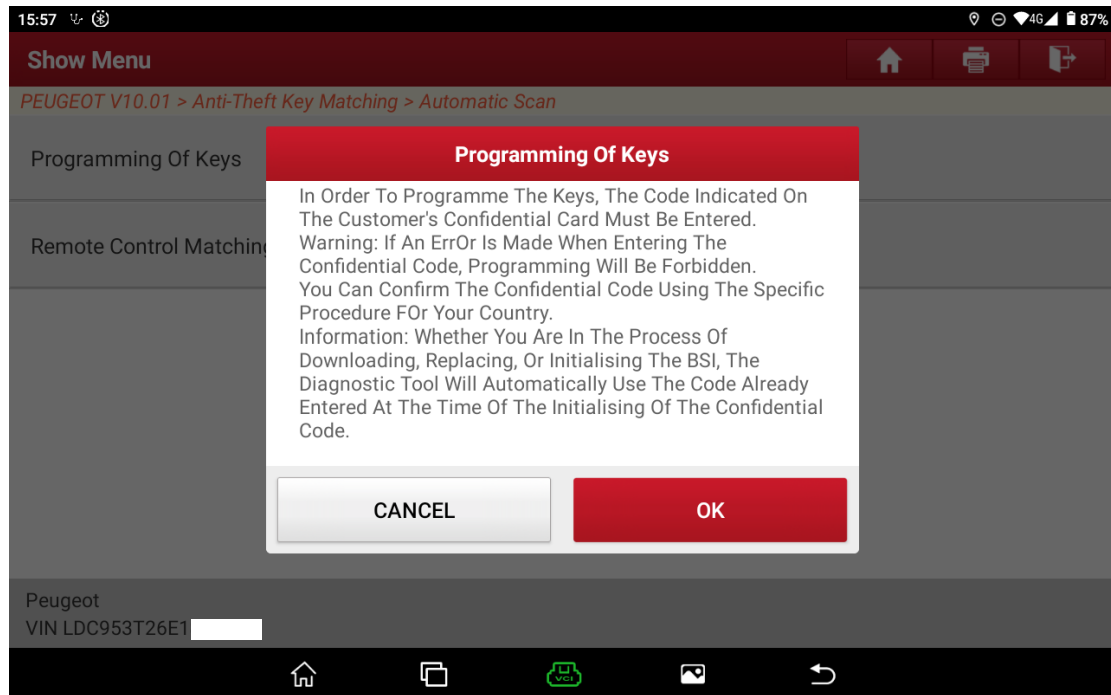 15:57 4G 87%
Show Menu
PEUGEOT V10.01 > Anti-Theft Key Matching > Automatic Scan
Programming Of Keys
Remote Control Matching
Programming Of Keys
In Order To Programme The Keys, The Code Indicated On
The Customer's Confidential Card Must Be Entered.
Warning: If An ErrOr Is Made When Entering The
Confidential Code, Programming Will Be Forbidden.
You Can Confirm The Confidential Code Using The Specific
Procedure FOr Your Country.
Information: Whether You Are In The Process Of
Downloading, Replacing, Or Initialising The BSI, The
Diagnostic Tool Will Automatically Use The Code Already
Entered At The Time Of The Initialising Of The Confidential
Code.
CANCEL OK
Peugeot
VIN LDC953T26E1
VCI